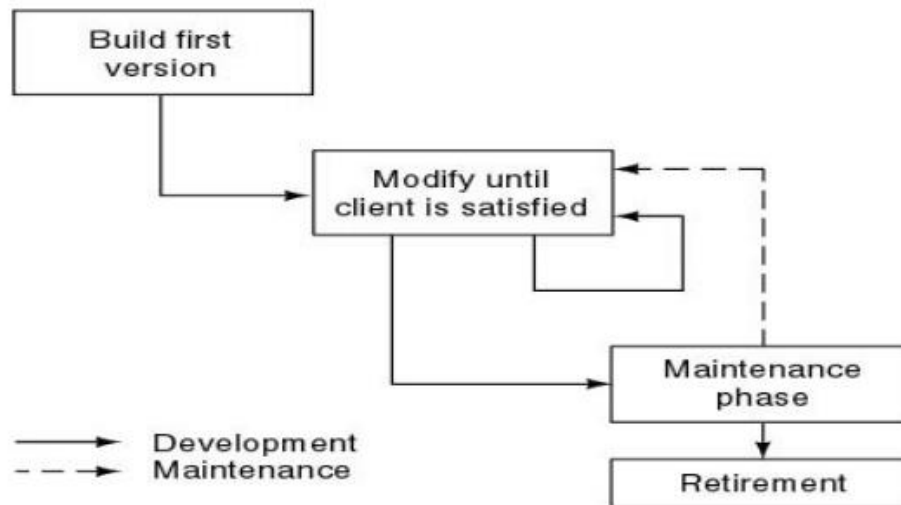 Build first
version
Modify until
client is satisfied
Maintenance
phase
Development
Maintenance
Retirement